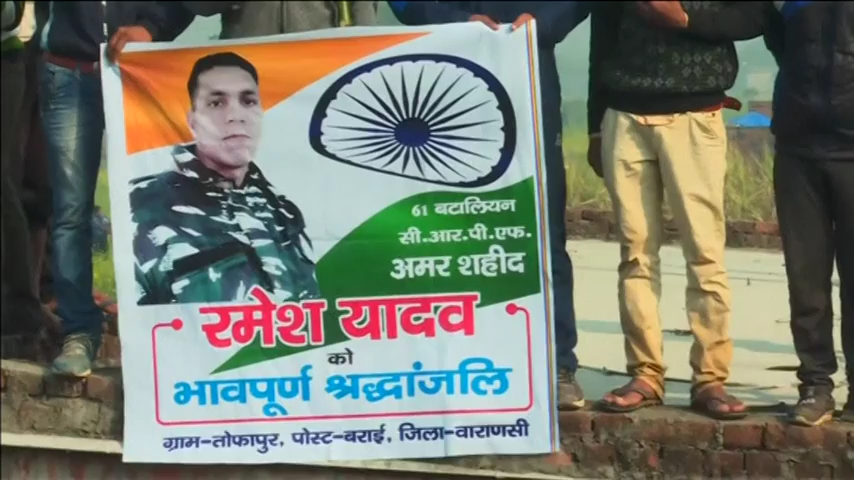 61 बटालियन
सी.आर.पी.एफ.
अमर शहीद
रमेश यादव
को
भावपूर्ण श्रद्धांजलि
ग्राम-तोफापुर, पोस्ट-बराई, जिला-वाराणसी